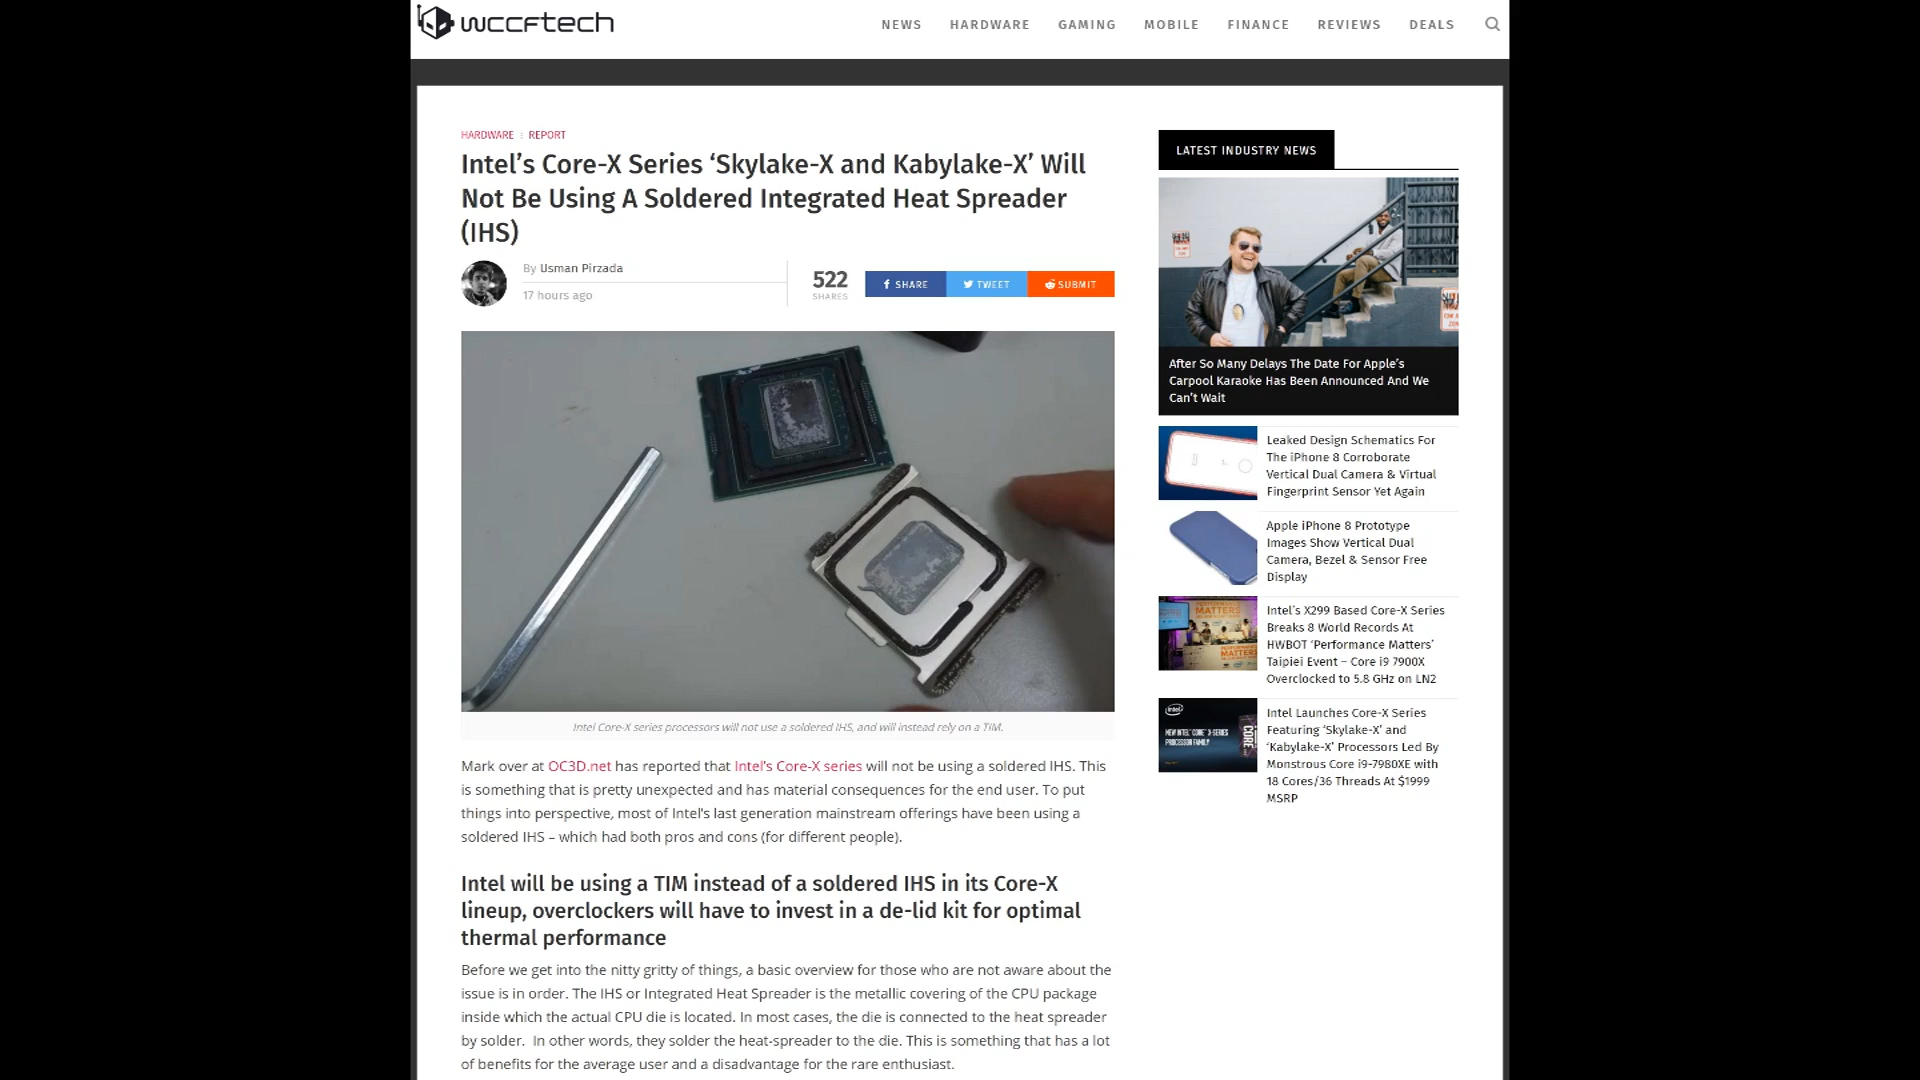 wccftech
NEWS HARDWARE GAMING MOBILE FINANCE REVIEWS DEALS
HARDWARE REPORT
Intel's Core-X Series ‘Skylake-X and Kabylake-X’ Will
Not Be Using A Soldered Integrated Heat Spreader
(IHS)
By Usman Pirzada
17 hours ago
522
SHARES
SHARE
TWEET
SUBMIT
Intel Core-X series processors will not use a soldered IHS, and will instead rely on a TIM.
Mark over at OC3D.net has reported that Intel's Core-X series will not be using a soldered IHS. This
is something that is pretty unexpected and has material consequences for the end user. To put
things into perspective, most of Intel's last generation mainstream offerings have been using a
soldered IHS – which had both pros and cons (for different people).
Intel will be using a TIM instead of a soldered IHS in its Core-X
lineup, overclockers will have to invest in a de-lid kit for optimal
thermal performance
Before we get into the nitty gritty of things, a basic overview for those who are not aware about the
issue is in order. The IHS or Integrated Heat Spreader is the metallic covering of the CPU package
inside which the actual CPU die is located. In most cases, the die is connected to the heat spreader
by solder. In other words, they solder the heat-spreader to the die. This is something that has a lot
of benefits for the average user and a disadvantage for the rare enthusiast.
LATEST INDUSTRY NEWS
After So Many Delays The Date For Apple's
Carpool Karaoke Has Been Announced And We
Can't Wait
Leaked Design Schematics For
The iPhone 8 Corroborate
Vertical Dual Camera & Virtual
Fingerprint Sensor Yet Again
Apple iPhone 8 Prototype
Images Show Vertical Dual
Camera, Bezel & Sensor Free
Display
PERFORMANCE
MATTERS
Intel's X299 Based Core-X Series
Breaks 8 World Records At
HWBOT ‘Performance Matters’
Taipiei Event – Core i9 7900X
Overclocked to 5.8 GHz on LN2
intel
NEW INTEL CORE X-SERIES
PROCESSOR FAMILY
CORE
Intel Launches Core-X Series
Featuring ‘Skylake-X’ and
‘Kabylake-X’ Processors Led By
Monstrous Core i9-7980XE with
18 Cores/36 Threads At $1999
MSRP